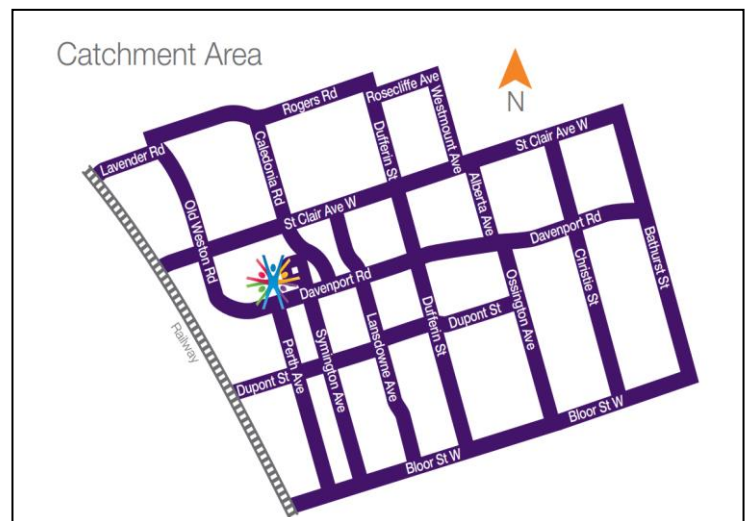 Catchment Area
N
Rosecliffe Ave
Rogers Rd
Westmount Ave
Lavender Rd
Caledonia Rd
Dufferin St
St Clair Ave W
Old Weston Rd
St Clair Ave W
Alberta Ave
Davenport Rd
Bathurst St
Christie St
Davenport Rd
Railway
Dufferin St
Ossington Ave
Dupont St
Lansdowne Ave
Symington Ave
Perth Ave
Dupont St
Bloor St W
Bloor St W